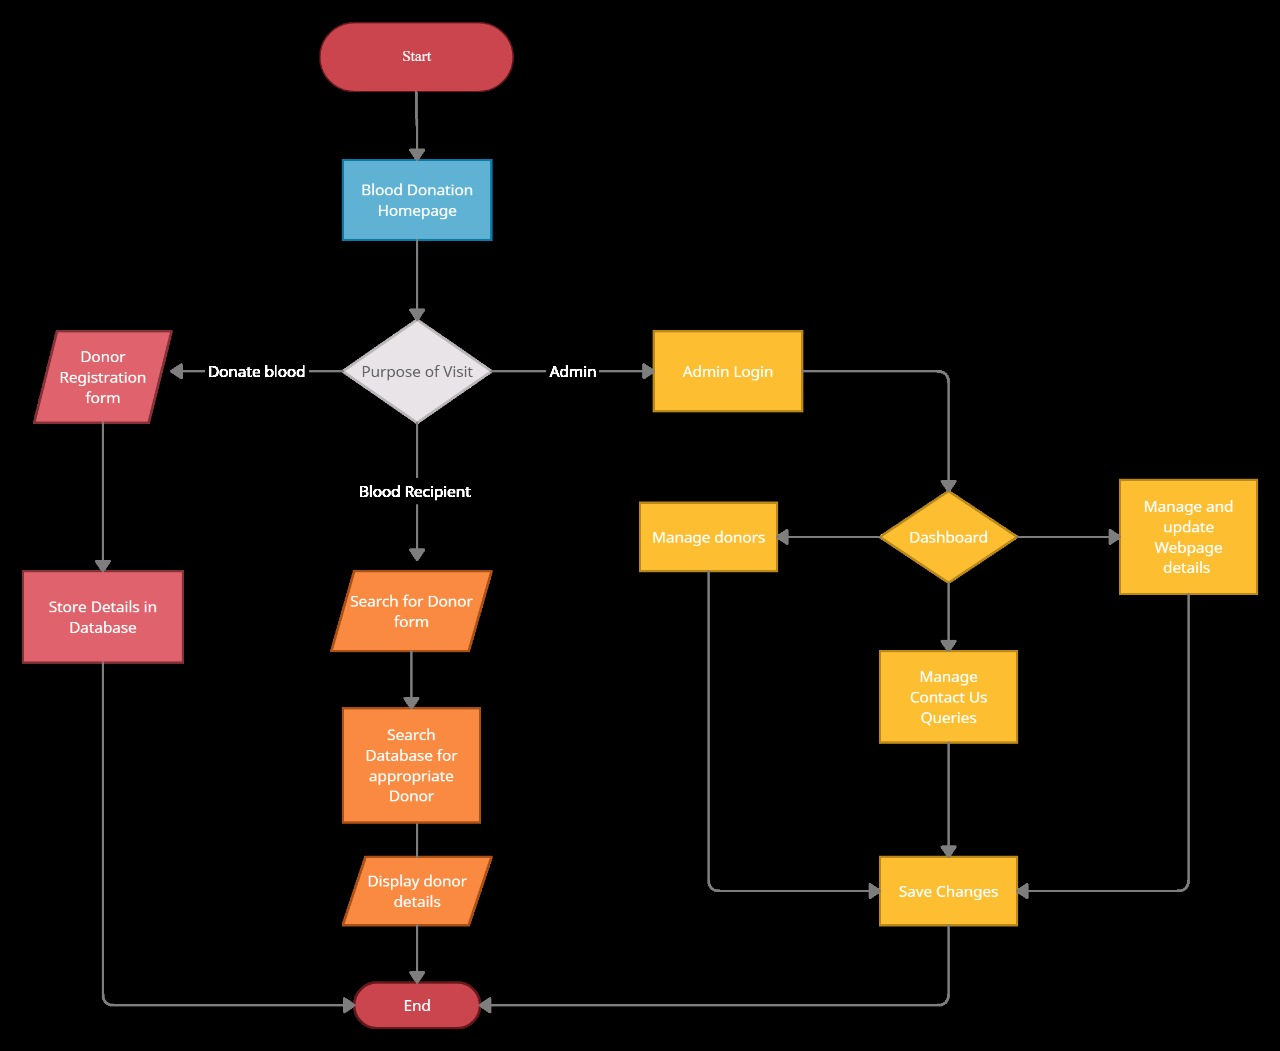 Start
Blood Donation
Homepage
Donor
Registration
form
Donate blood
Purpose of Visit
Admin
Admin Login
Blood Recipient
Manage donors
Dashboard
Manage and
update
Webpage
details
Store Details in
Database
Search for Donor
form
Manage
Contact Us
Queries
Search
Database for
appropriate
Donor
Display donor
details
Save Changes
End